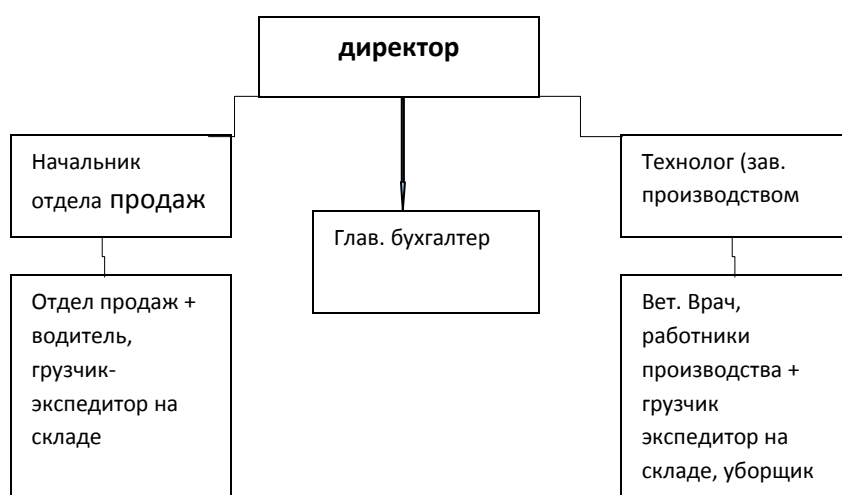 директор
Начальник
отдела продаж
Технолог (зав.
производством
Глав. бухгалтер
Отдел продаж +
водитель,
грузчик-
экспедитор на
складе
Вет. Врач,
работники
производства +
грузчик
экспедитор на
складе, уборщик